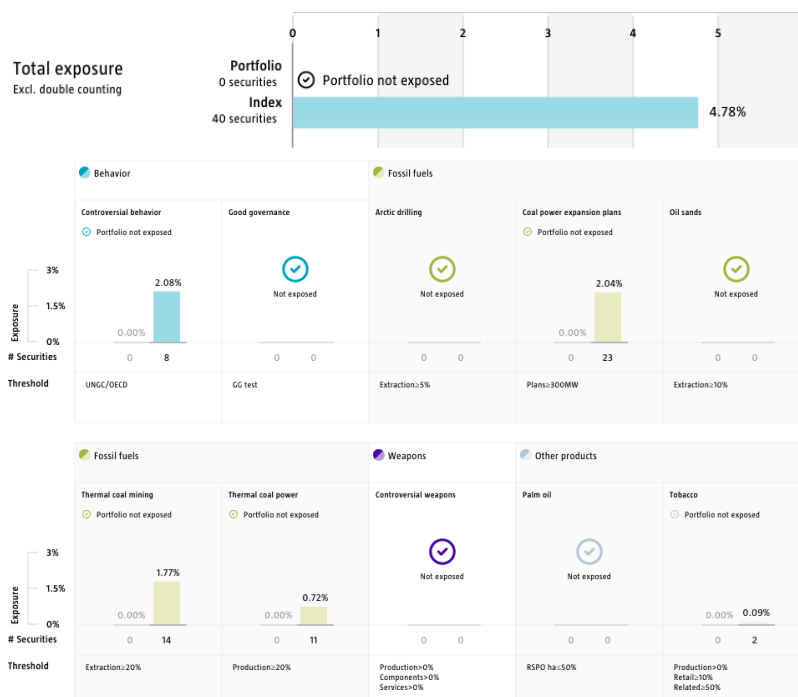 0 1 2 3 4 5
Total exposure
Excl. double counting
Portfolio
0 securities
Portfolio not exposed
Index
40 securities
4.78%
Behavior
Fossil fuels
Controversial behavior
Good governance
Arctic drilling
Coal power expansion plans
Oil sands
Portfolio not exposed
Portfolio not exposed
Not exposed
Not exposed
Not exposed
Exposure
3%
1.5%
0%
0.00%
2.08%
0.00%
2.04%
# Securities
0 8 0 0 0 0 0 23 0 0
Threshold
UNGC/OECD
GG test
Extraction≥5%
Plans≥300MW
Extraction≥10%
Fossil fuels
Weapons
Other products
Thermal coal mining
Thermal coal power
Controversial weapons
Palm oil
Tobacco
Portfolio not exposed
Portfolio not exposed
Portfolio not exposed
Not exposed
Not exposed
Exposure
3%
1.5%
0%
0.00%
1.77%
0.00%
0.72%
0.00%
0.09%
# Securities
0 14 0 11 0 0 0 0 0 2
Threshold
Extraction≥20%
Production≥20%
Production>0%
Components>0%
Services>0%
RSPO ha≤50%
Production>0%
Retail≥10%
Related≥50%